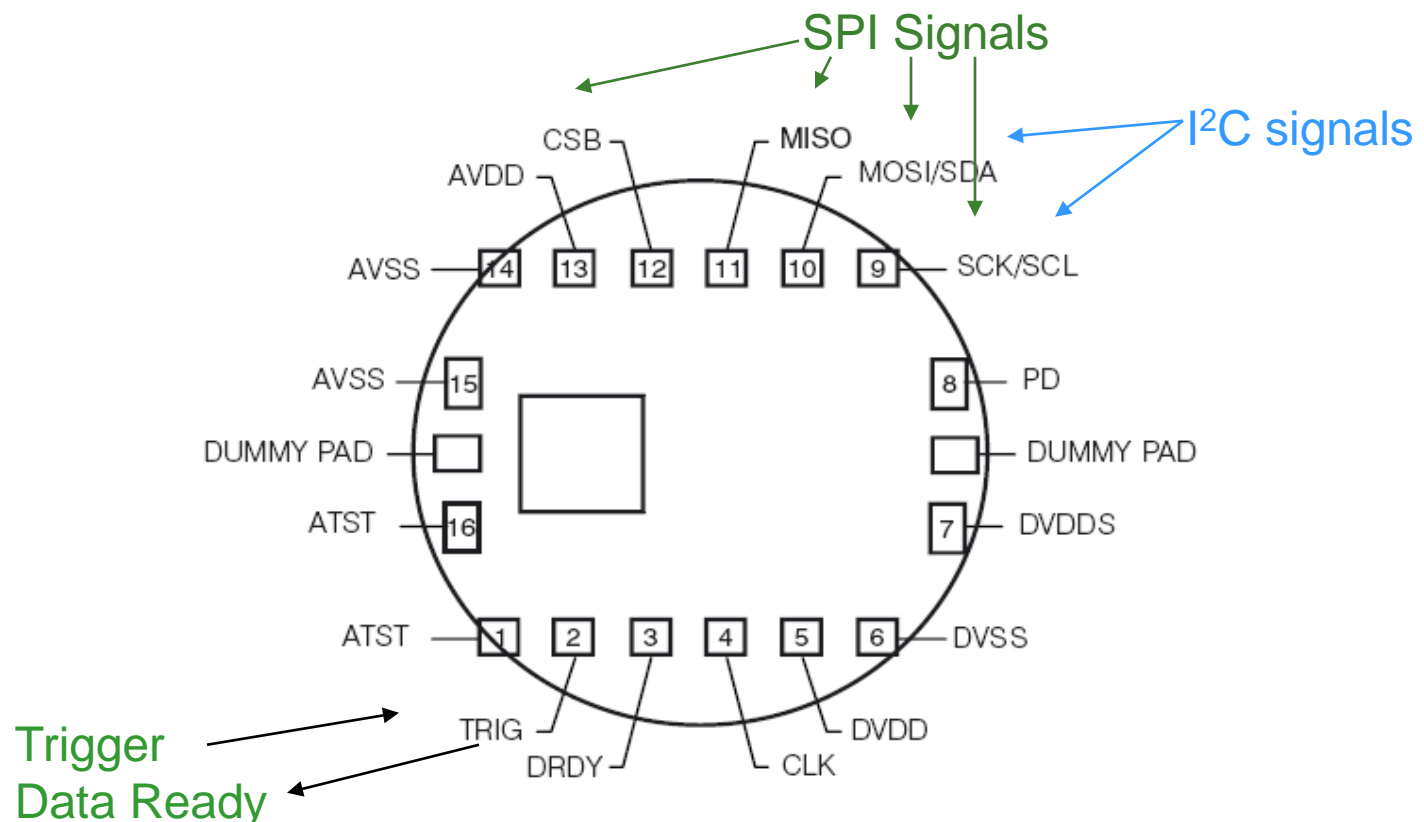 SPI Signals
I²C signals
CSB
MISO
AVDD
MOSI/SDA
AVSS
14
13
12
11
10
9
SCK/SCL
AVSS
15
8
PD
DUMMY PAD
DUMMY PAD
ATST
16
7
DVDDS
ATST
1
2
3
4
5
6
DVSS
TRIG
DVDD
DRDY
CLK
Trigger
Data Ready